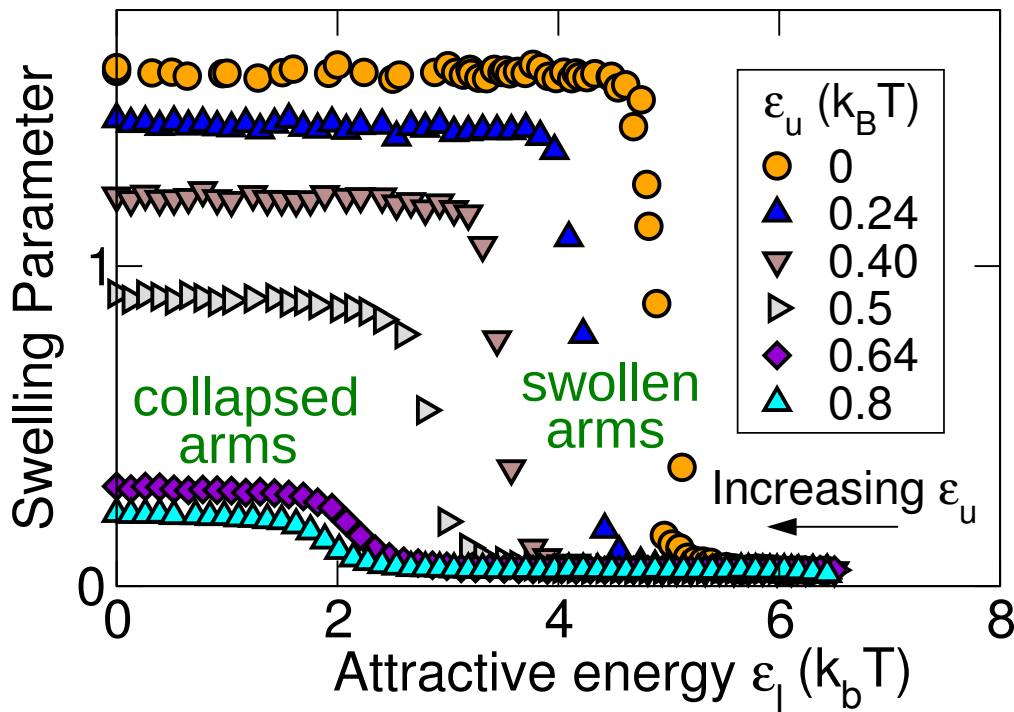 Swelling Parameter
1
0
0 2 4 6 8
Attractive energy ε_l (k_bT)
ε_u (k_BT)
0
0.24
0.40
0.5
0.64
0.8
collapsed
arms
swollen
arms
Increasing ε_u